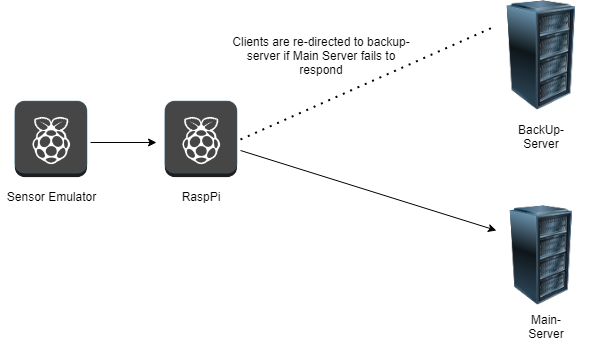 Clients are re-directed to backup-
server if Main Server fails to
respond
BackUp-
Server
Sensor Emulator
RaspPi
Main-
Server